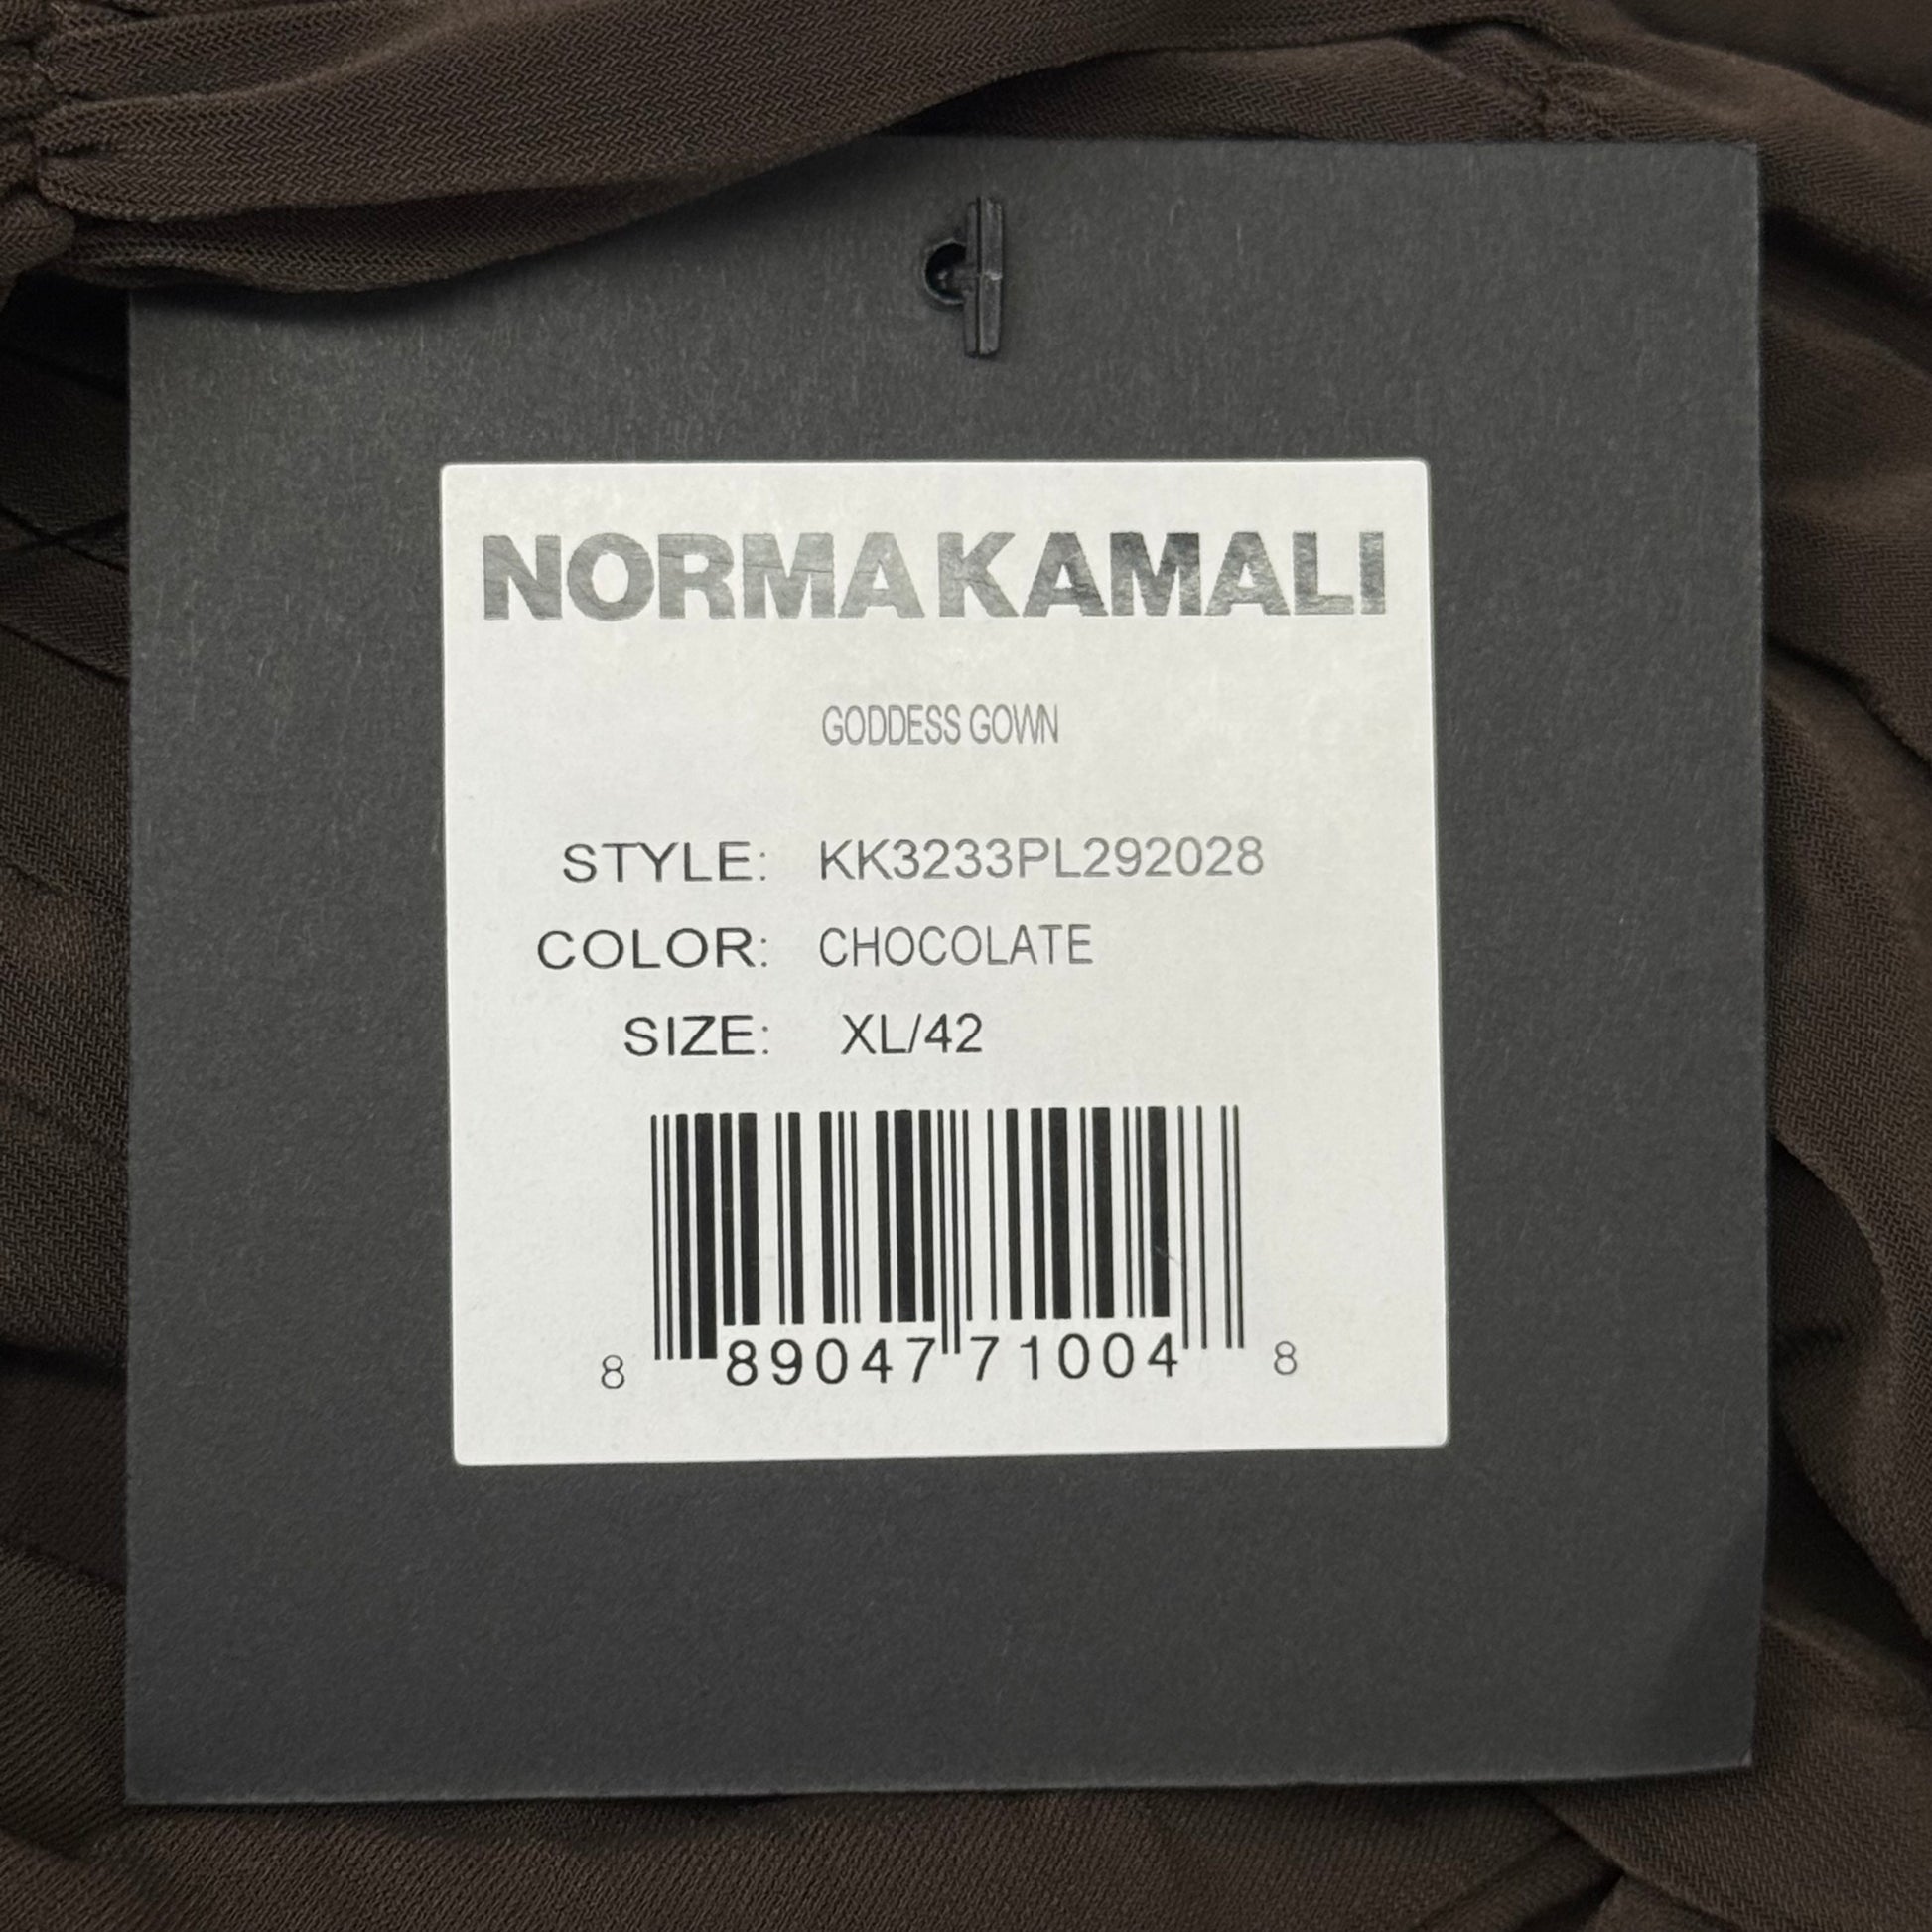 NORMA KAMALI
GODDESS GOWN
STYLE: KK3233PL292028
COLOR: CHOCOLATE
SIZE: XL/42
8 89047 71004 8